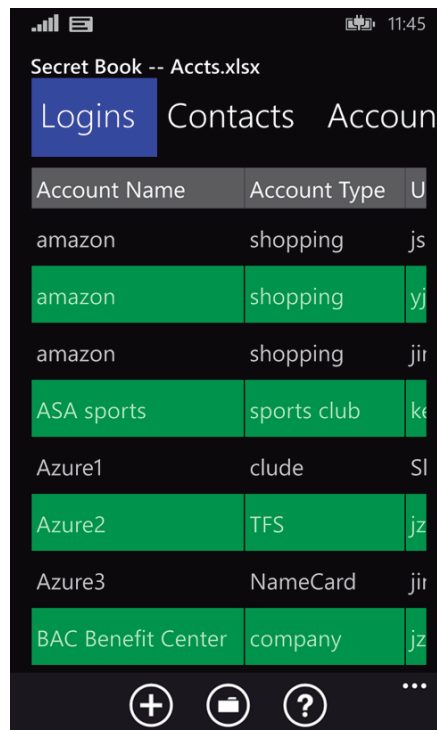 11:45
Secret Book -- Accts.xlsx
Logins Contacts Accoun
Account Name Account Type U
amazon shopping js
amazon shopping yj
amazon shopping jir
ASA sports sports club ke
Azure1 clude Sl
Azure2 TFS jz
Azure3 NameCard jir
BAC Benefit Center company jz